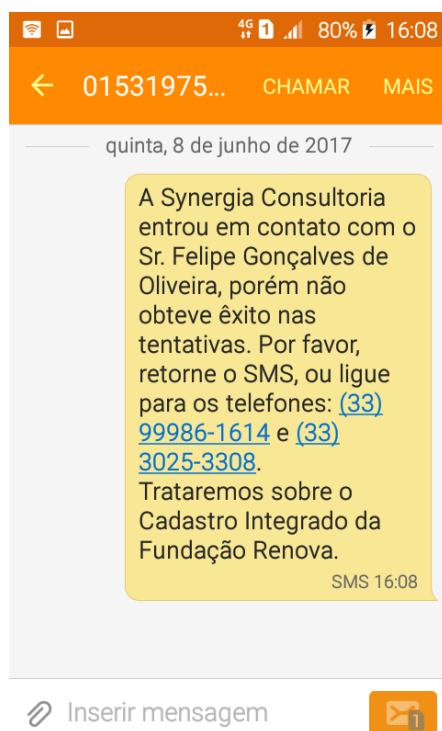 4G 1 80% 16:08
01531975... CHAMAR MAIS
quinta, 8 de junho de 2017
A Synergia Consultoria
entrou em contato com o
Sr. Felipe Gonçalves de
Oliveira, porém não
obteve êxito nas
tentativas. Por favor,
retorne o SMS, ou ligue
para os telefones: (33)
99986-1614 e (33)
3025-3308.
Trataremos sobre o
Cadastro Integrado da
Fundação Renova.
SMS 16:08
Inserir mensagem
1